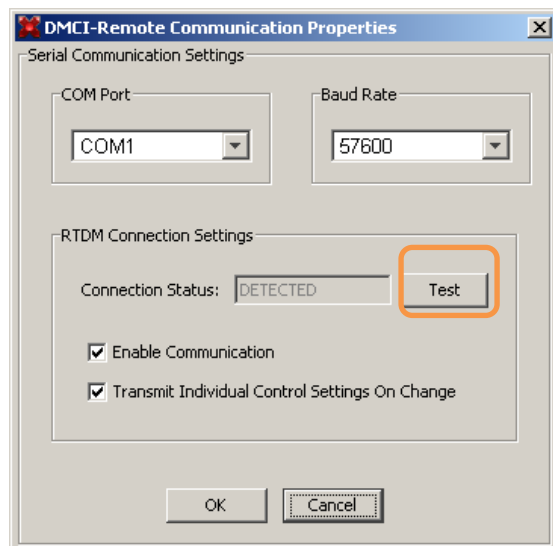 DMCI-Remote Communication Properties
Serial Communication Settings
COM Port
Baud Rate
COM1
57600
RTDM Connection Settings
Connection Status: DETECTED Test
Enable Communication
Transmit Individual Control Settings On Change
OK Cancel